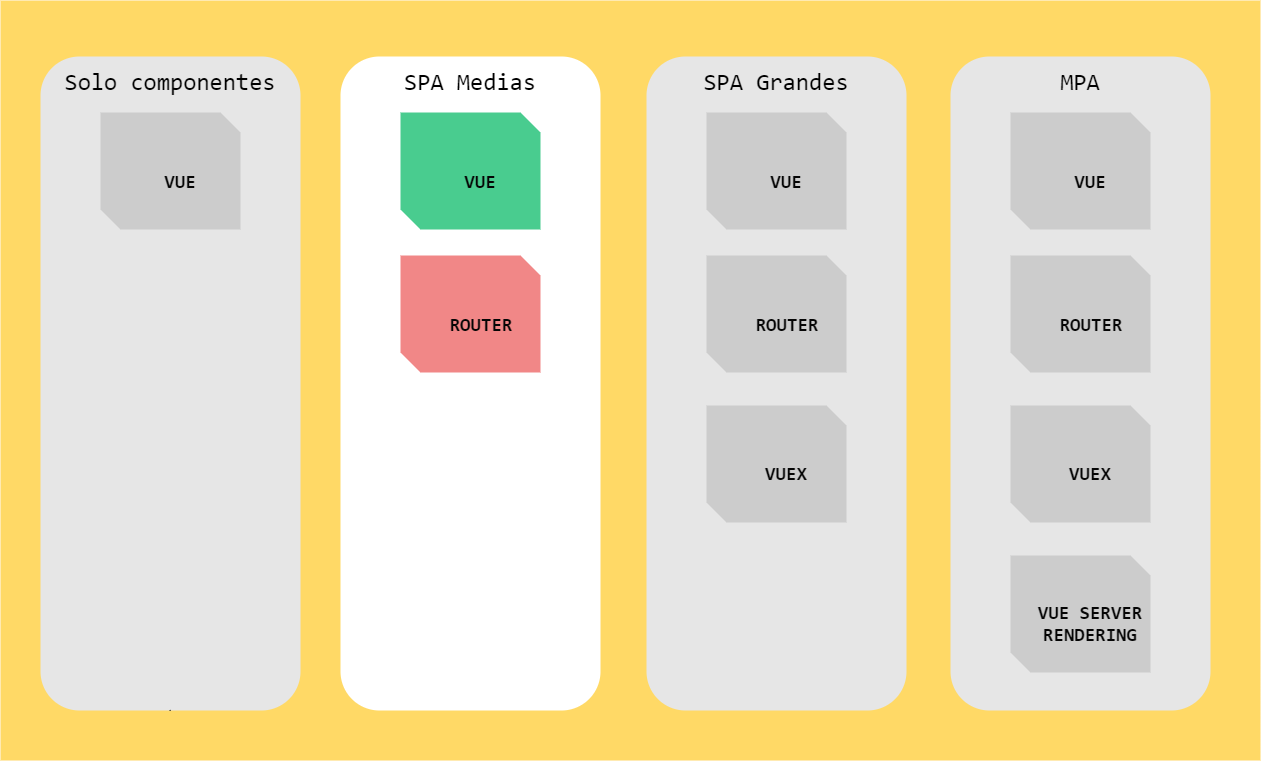 Solo componentes
VUE
SPA Medias
VUE
ROUTER
SPA Grandes
VUE
ROUTER
VUEX
MPA
VUE
ROUTER
VUEX
VUE SERVER
RENDERING